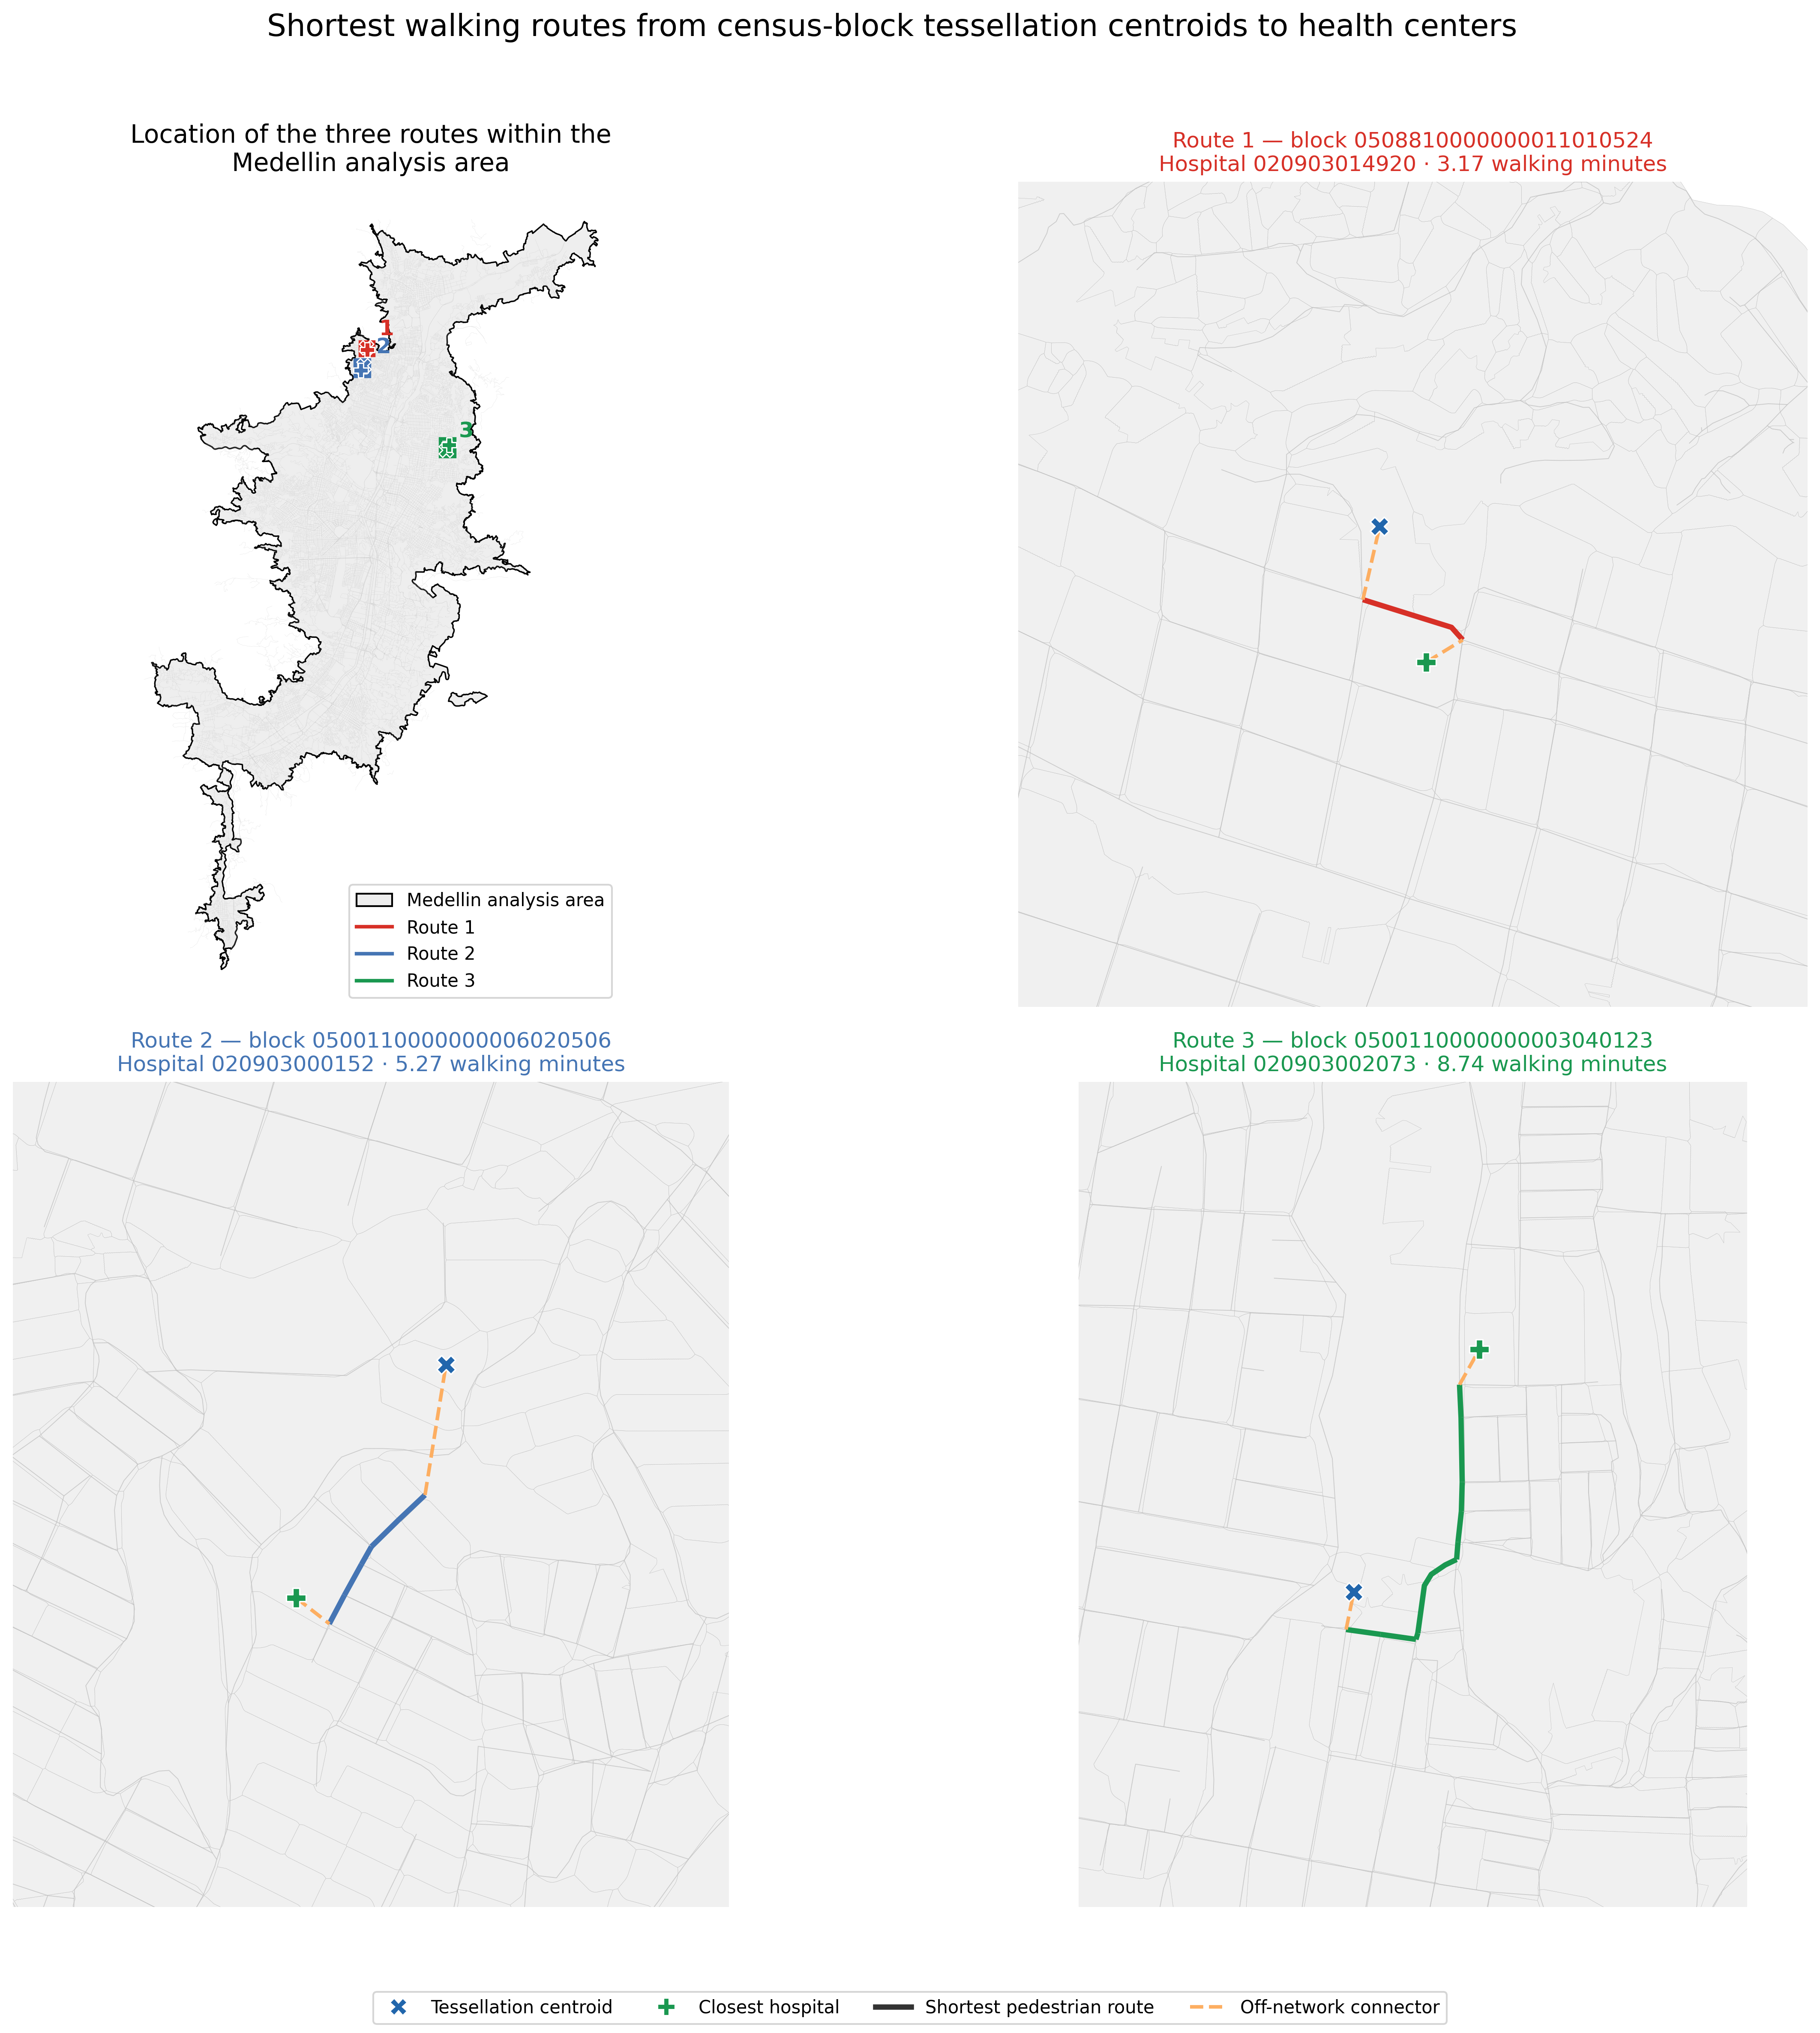 Shortest walking routes from census-block tessellation centroids to health centers
Location of the three routes within the
Medellin analysis area
1
2
3
Medellin analysis area
Route 1
Route 2
Route 3
Route 1 — block 0508810000000011010524
Hospital 020903014920 · 3.17 walking minutes
Route 2 — block 0500110000000006020506
Hospital 020903000152 · 5.27 walking minutes
Route 3 — block 0500110000000003040123
Hospital 020903002073 · 8.74 walking minutes
Tessellation centroid
Closest hospital
Shortest pedestrian route
Off-network connector